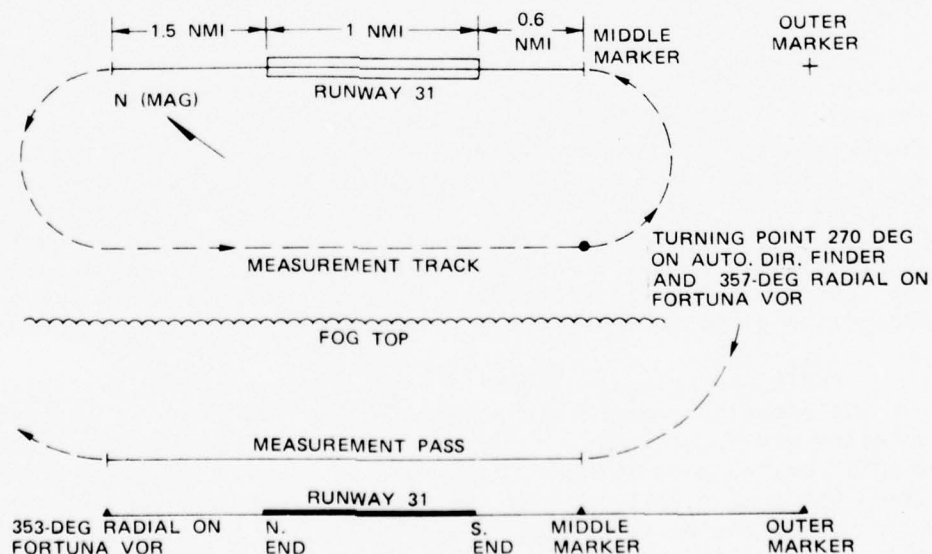 1.5 NMI
1 NMI
0.6
NMI
MIDDLE
MARKER
OUTER
MARKER
RUNWAY 31
N (MAG)
MEASUREMENT TRACK
TURNING POINT 270 DEG
ON AUTO. DIR. FINDER
AND 357-DEG RADIAL ON
FORTUNA VOR
FOG TOP
MEASUREMENT PASS
RUNWAY 31
353-DEG RADIAL ON
FORTUNA VOR
N.
END
S.
END
MIDDLE
MARKER
OUTER
MARKER